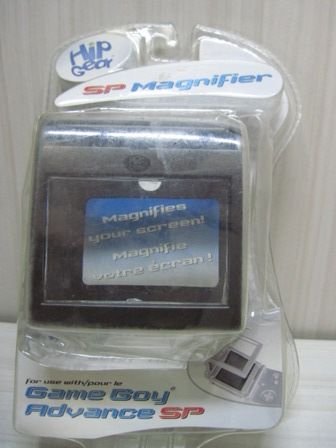 Hip
Gear
SP Magnifier
Magnifies
your screen!
Magnifie
votre écran !
for use with/pour le
Game Boy®
Advance SP